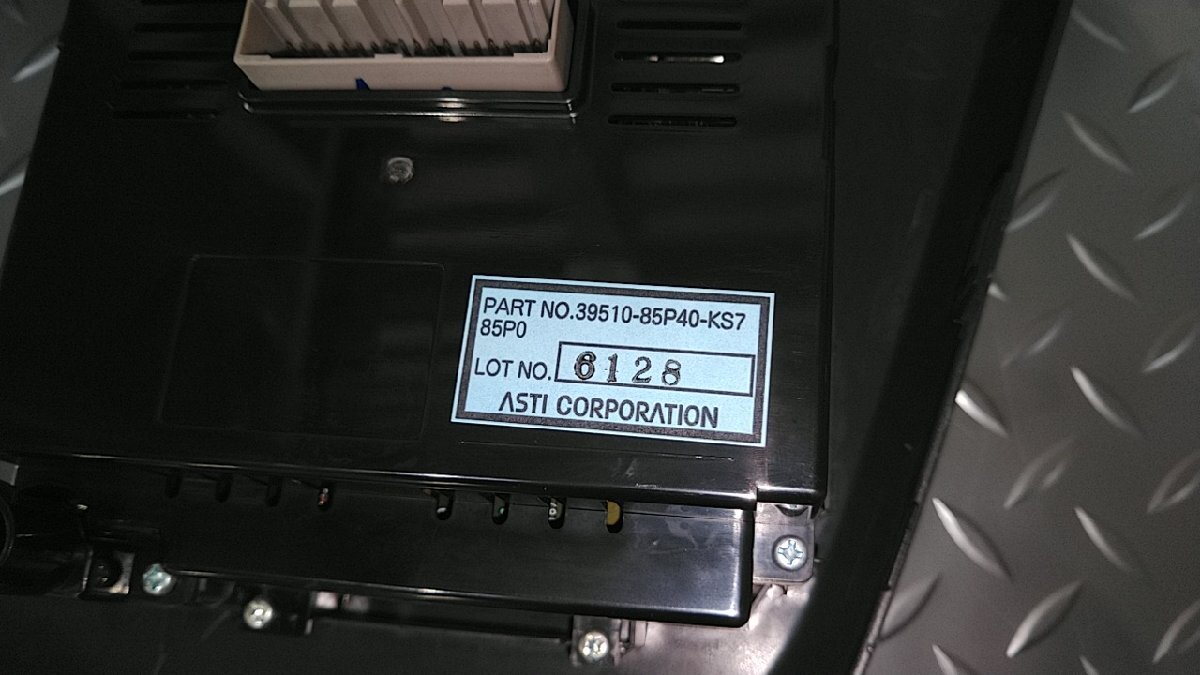 PART NO.39510-85P40-KS7
85P0
LOT NO. 6128
ASTI CORPORATION